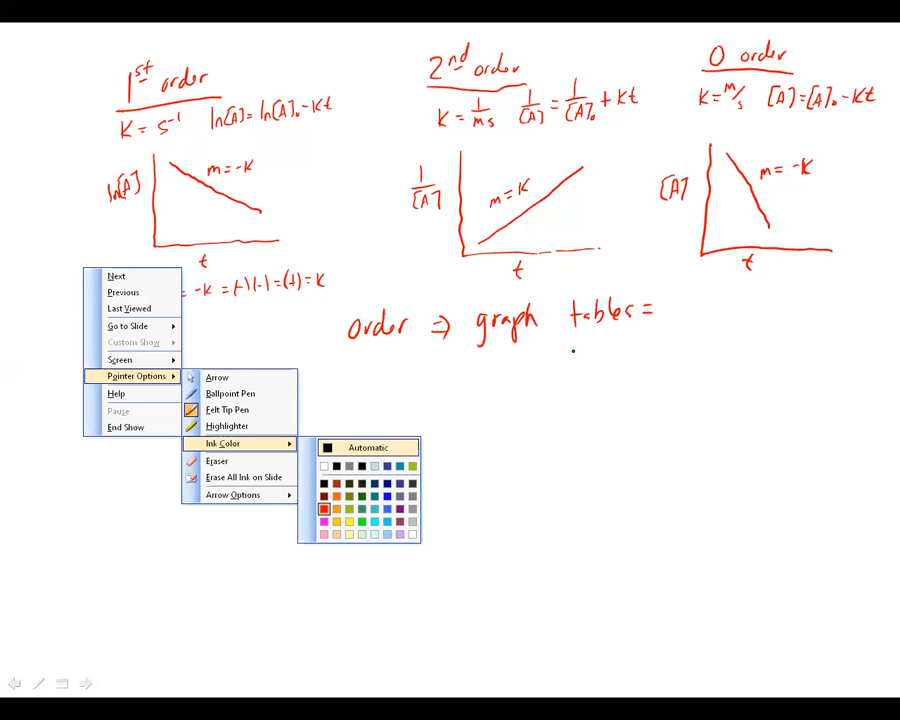 1st order
K = s⁻¹ ln[A] = ln[A]₀ - Kt
ln[A]
m = -K
t
= -K = (-)(-) = (+) = K
2nd order
K = 1/Ms 1/[A] = 1/[A]₀ + Kt
1/[A]
m = K
t
0 order
K = M/s [A] = [A]₀ - Kt
[A]
m = -K
t
order ⇒ graph tables =
Next
Previous
Last Viewed
Go to Slide
Custom Show
Screen
Pointer Options
Help
Pause
End Show
Arrow
Ballpoint Pen
Felt Tip Pen
Highlighter
Ink Color
Eraser
Erase All Ink on Slide
Arrow Options
Automatic